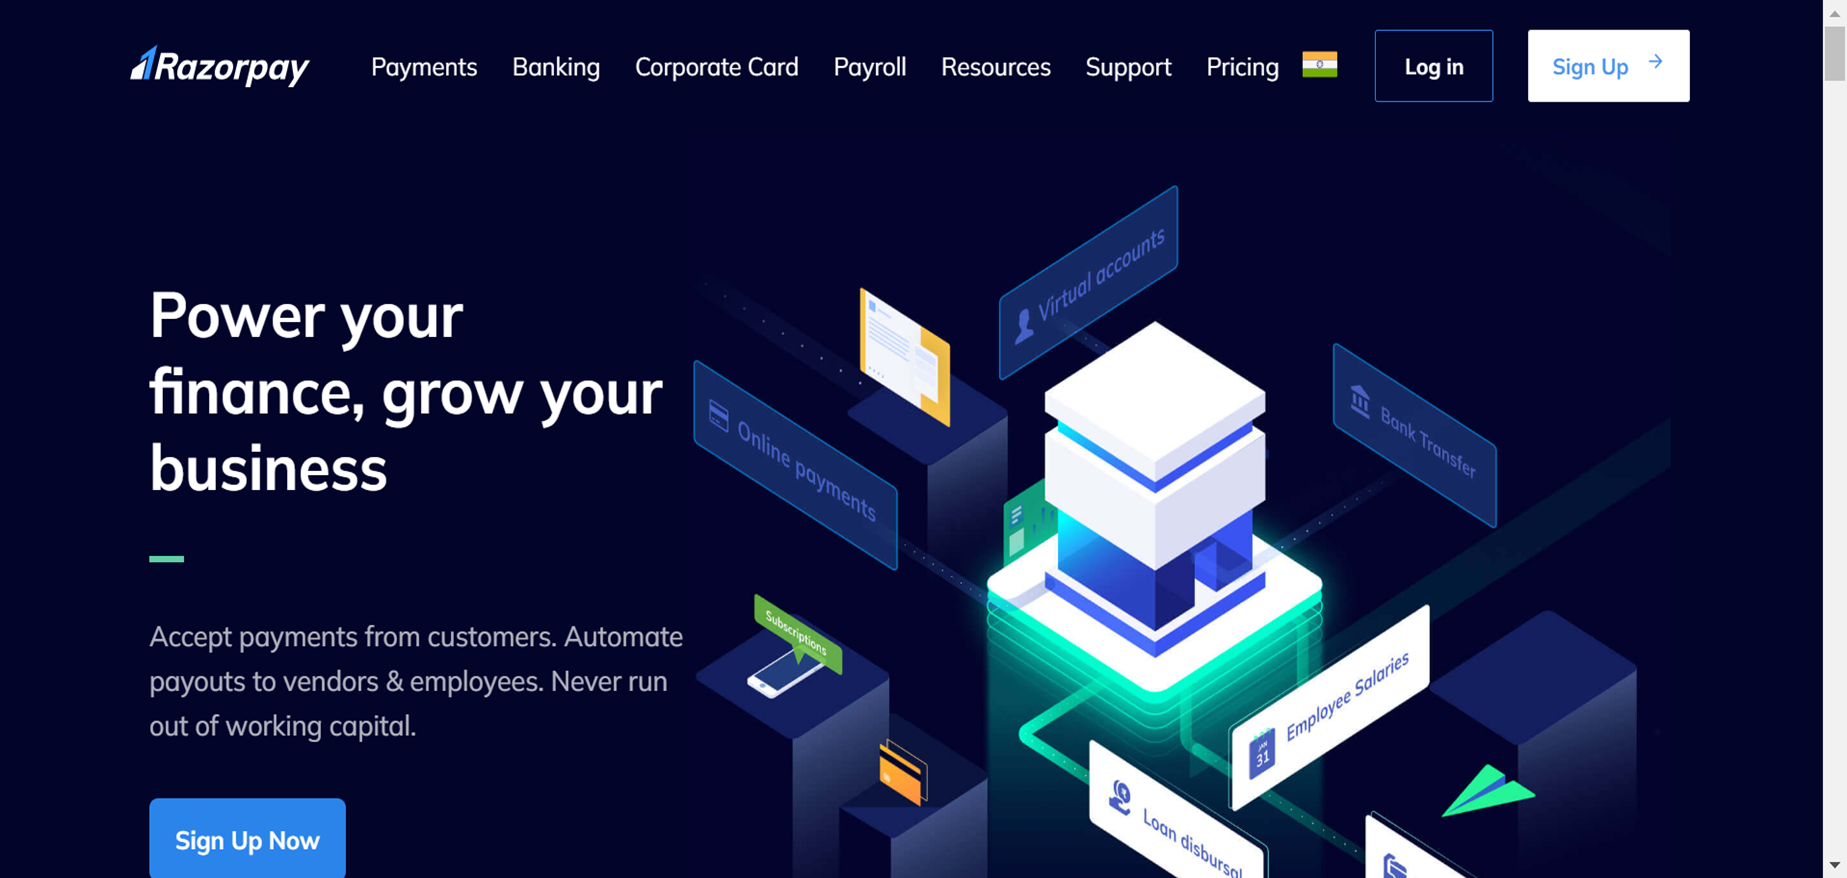 Razorpay
Payments
Banking
Corporate Card
Payroll
Resources
Support
Pricing
Log in
Sign Up
Power your
finance, grow your
business
Accept payments from customers. Automate
payouts to vendors & employees. Never run
out of working capital.
Sign Up Now
Virtual accounts
Online payments
Bank Transfer
Subscriptions
JAN
31
Employee Salaries
Loan disbursal